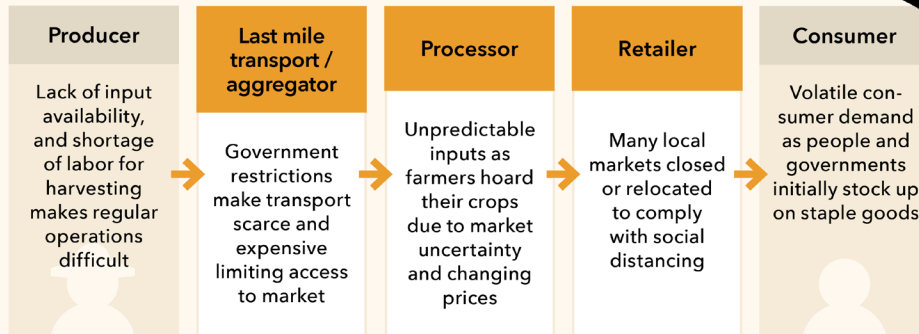 Producer
Lack of input
availability,
and shortage
of labor for
harvesting
makes regular
operations
difficult
Last mile
transport /
aggregator
Government
restrictions
make transport
scarce and
expensive
limiting access
to market
Processor
Unpredictable
inputs as
farmers hoard
their crops
due to market
uncertainty
and changing
prices
Retailer
Many local
markets closed
or relocated
to comply
with social
distancing
Consumer
Volatile con-
sumer demand
as people and
governments
initially stock up
on staple goods